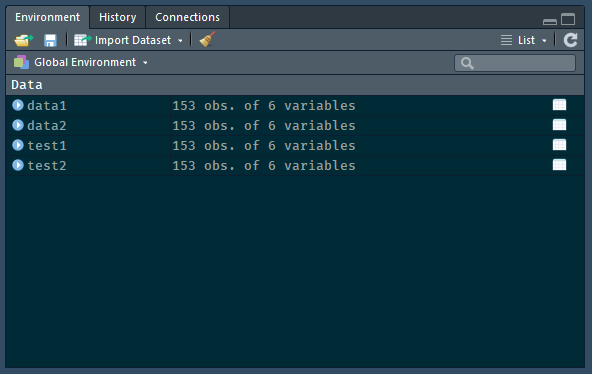 Environment History Connections
Import Dataset List
Global Environment
Data
data1 153 obs. of 6 variables
data2 153 obs. of 6 variables
test1 153 obs. of 6 variables
test2 153 obs. of 6 variables